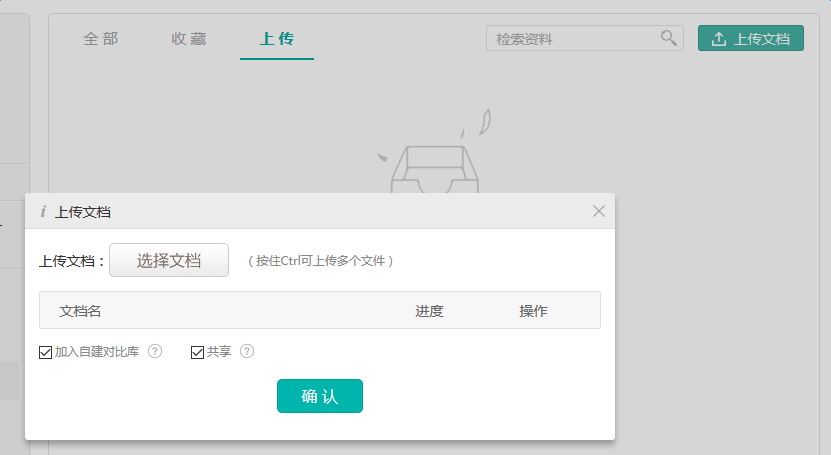 全 部 收 藏 上 传 检索资料 上传文档
i 上传文档
上传文档： 选择文档 （按住Ctrl可上传多个文件）
文档名 进度 操作
加入自建对比库 ? 共享 ?
确 认